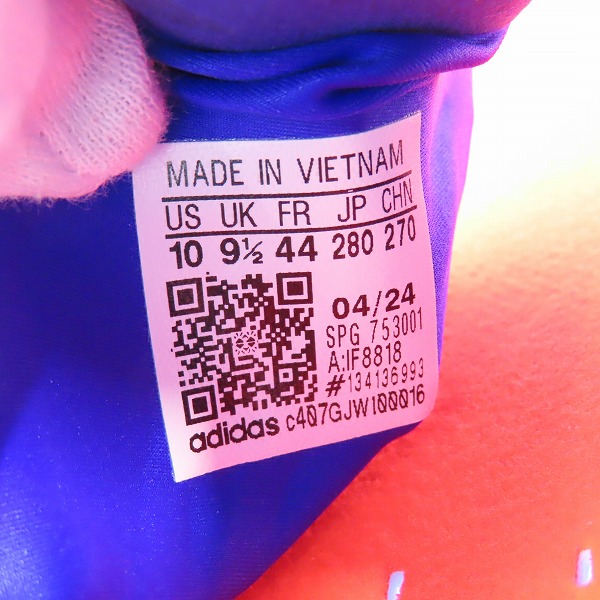 MADE IN VIETNAM
US UK FR JP CHN
10 9½ 44 280 270
04/24
SPG 753001
A:IF8818
#134136993
adidas c407GJW100016